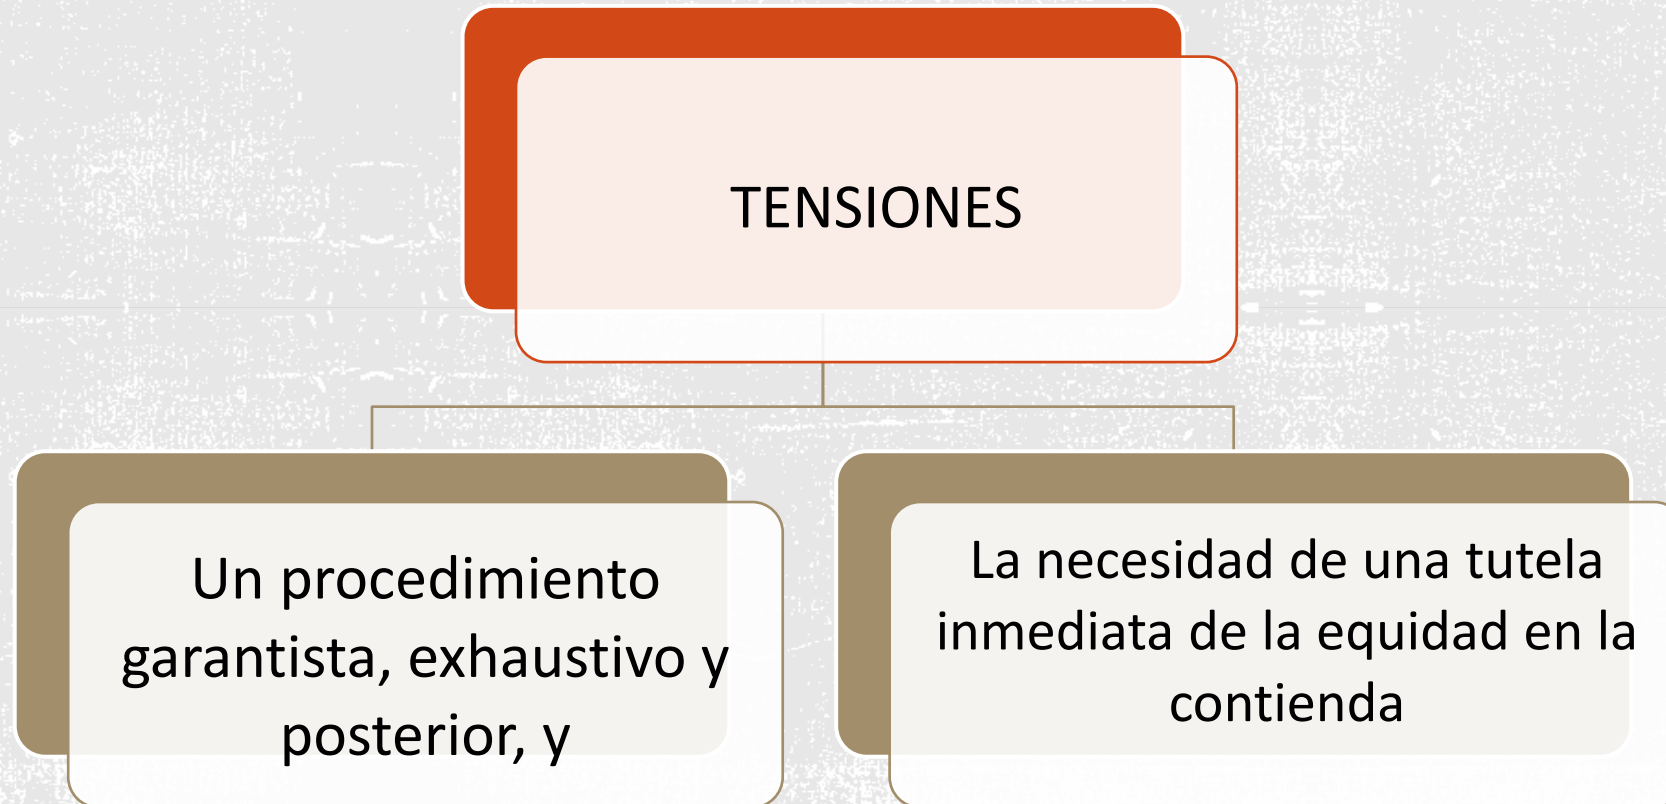 TENSIONES
Un procedimiento
garantista, exhaustivo y
posterior, y
La necesidad de una tutela
inmediata de la equidad en la
contienda